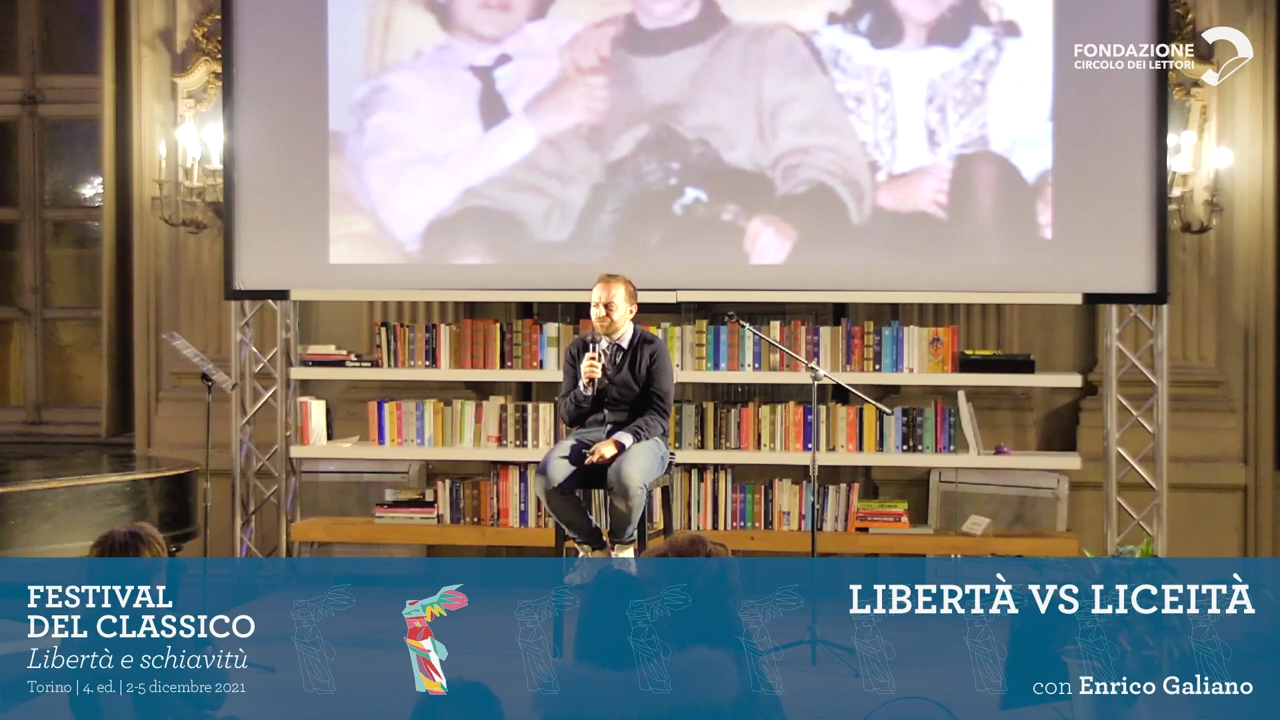 FONDAZIONE
CIRCOLO DEI LETTORI
FESTIVAL
DEL CLASSICO
Libertà e schiavitù
Torino | 4. ed. | 2-5 dicembre 2021
LIBERTÀ VS LICEITÀ
con Enrico Galiano